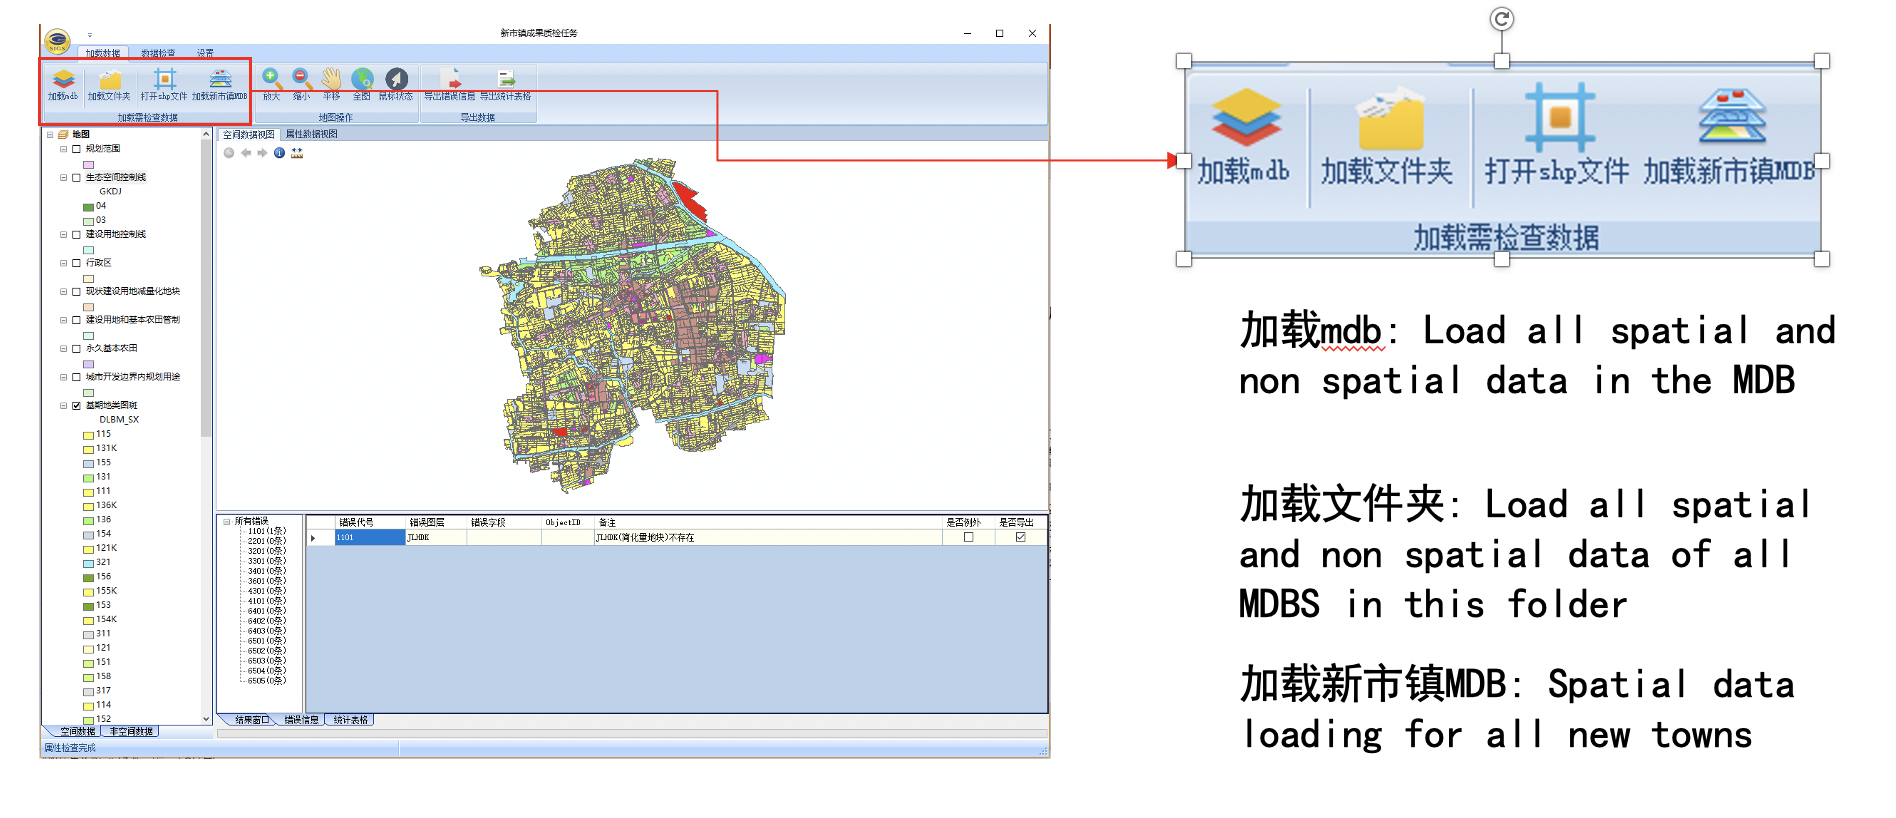 新市镇成果质检任务
SIGS
加载数据 数据检查 设置
加载mdb 加载文件夹 打开shp文件 加载新市镇MDB 放大 缩小 平移 全图 鼠标状态 导出错误信息 导出统计表格
加载需检查数据 地图操作 导出数据
地图
规划范围
生态空间控制线
GKDJ
04
03
建设用地控制线
行政区
现状建设用地减量化地块
建设用地和基本农田管制
永久基本农田
城市开发边界内规划用途
基期地类图斑
DLBM_SX
115
131K
155
131
111
136K
136
154
121K
321
156
155K
153
154K
311
121
151
158
317
114
152
空间数据 非空间数据
属性检查完成
空间数据视图 属性数据视图
所有错误
1101(1条)
2201(0条)
3201(0条)
3301(0条)
3401(0条)
3601(0条)
4301(0条)
4101(0条)
6401(0条)
6402(0条)
6403(0条)
6501(0条)
6502(0条)
6503(0条)
6504(0条)
6505(0条)
错误代号 错误图层 错误字段 ObjectID 备注 是否例外 是否导出
1101 JLHDK JLHDK(简化量地块)不存在
结果窗口 错误信息 统计表格
加载mdb 加载文件夹 打开shp文件 加载新市镇MDB
加载需检查数据
加载mdb: Load all spatial and
non spatial data in the MDB
加载文件夹: Load all spatial
and non spatial data of all
MDBS in this folder
加载新市镇MDB: Spatial data
loading for all new towns